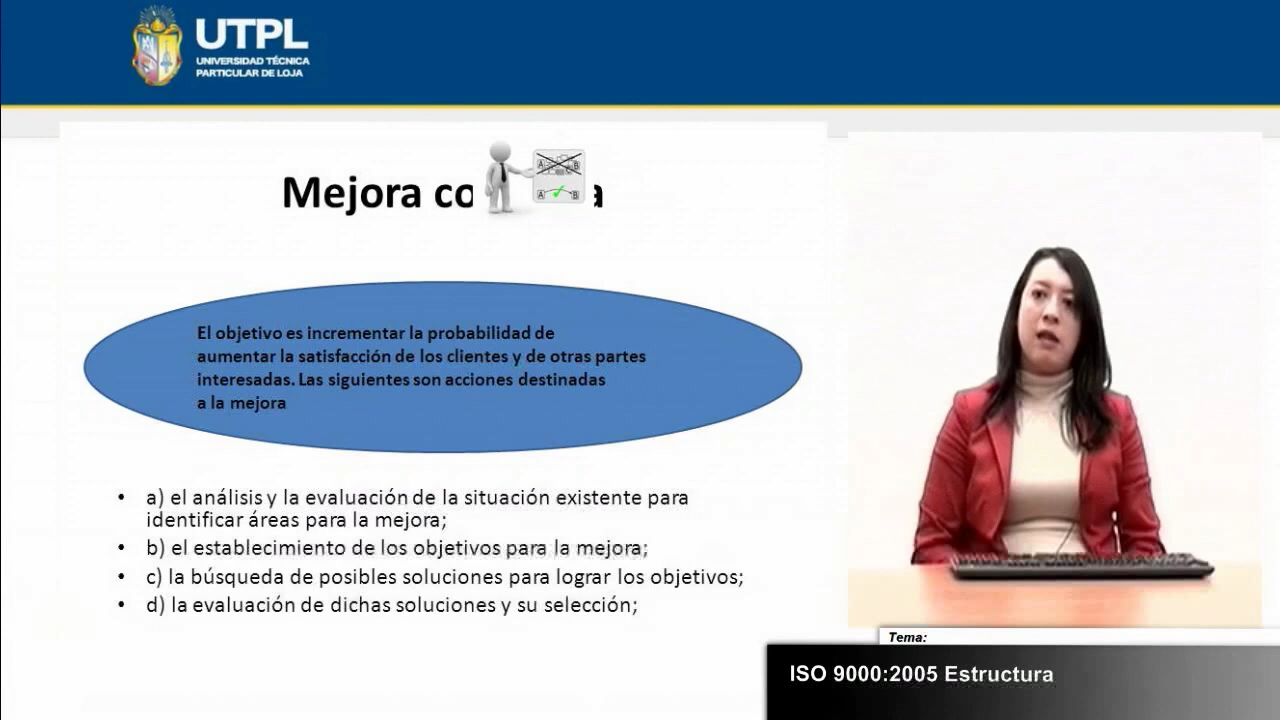 UTPL
UNIVERSIDAD TÉCNICA
PARTICULAR DE LOJA
Mejora co a
A B
A B
El objetivo es incrementar la probabilidad de
aumentar la satisfacción de los clientes y de otras partes
interesadas. Las siguientes son acciones destinadas
a la mejora
• a) el análisis y la evaluación de la situación existente para
identificar áreas para la mejora;
• b) el establecimiento de los objetivos para la mejora;
• c) la búsqueda de posibles soluciones para lograr los objetivos;
• d) la evaluación de dichas soluciones y su selección;
Tema:
ISO 9000:2005 Estructura